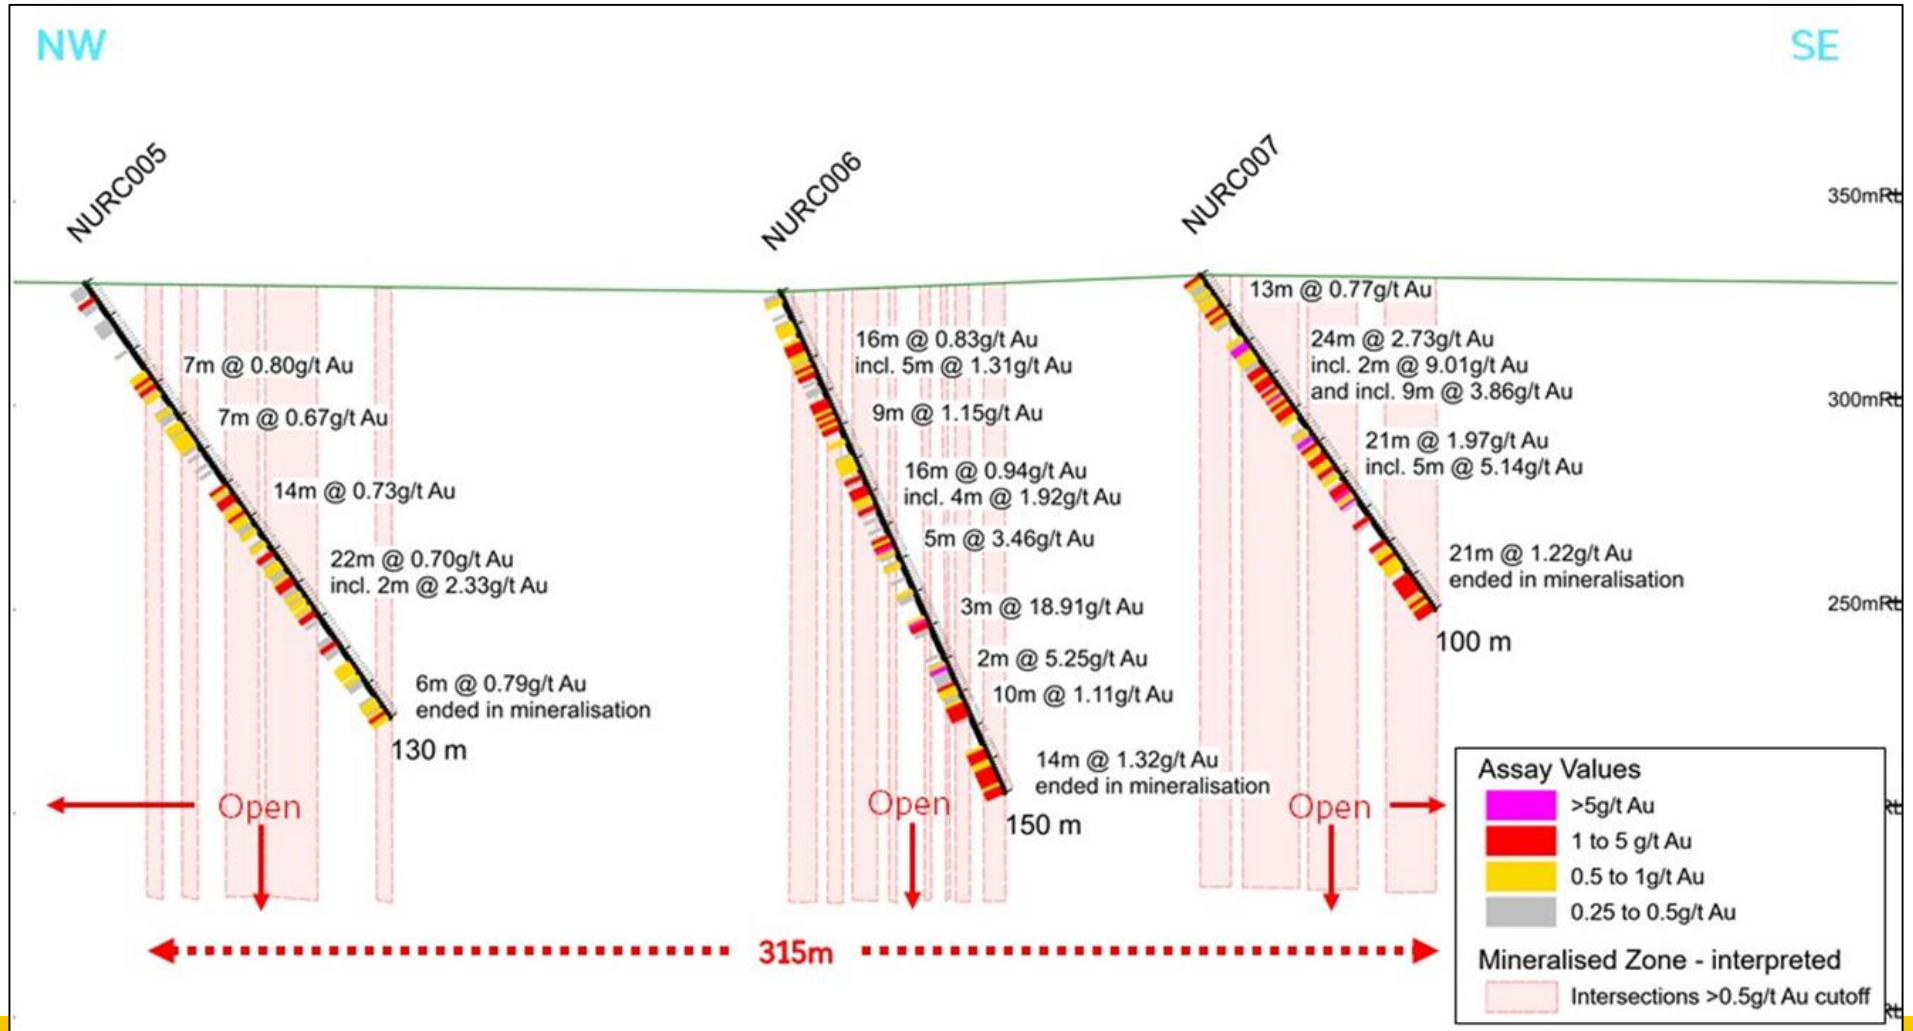 NW
SE
NURC005
NURC006
NURC007
350mRL
300mRL
250mRL
7m @ 0.80g/t Au
7m @ 0.67g/t Au
14m @ 0.73g/t Au
22m @ 0.70g/t Au
incl. 2m @ 2.33g/t Au
6m @ 0.79g/t Au
ended in mineralisation
130 m
16m @ 0.83g/t Au
incl. 5m @ 1.31g/t Au
9m @ 1.15g/t Au
16m @ 0.94g/t Au
incl. 4m @ 1.92g/t Au
5m @ 3.46g/t Au
3m @ 18.91g/t Au
2m @ 5.25g/t Au
10m @ 1.11g/t Au
14m @ 1.32g/t Au
ended in mineralisation
150 m
13m @ 0.77g/t Au
24m @ 2.73g/t Au
incl. 2m @ 9.01g/t Au
and incl. 9m @ 3.86g/t Au
21m @ 1.97g/t Au
incl. 5m @ 5.14g/t Au
21m @ 1.22g/t Au
ended in mineralisation
100 m
Open
Open
Open
315m
Assay Values
>5g/t Au
1 to 5 g/t Au
0.5 to 1g/t Au
0.25 to 0.5g/t Au
Mineralised Zone - interpreted
Intersections >0.5g/t Au cutoff